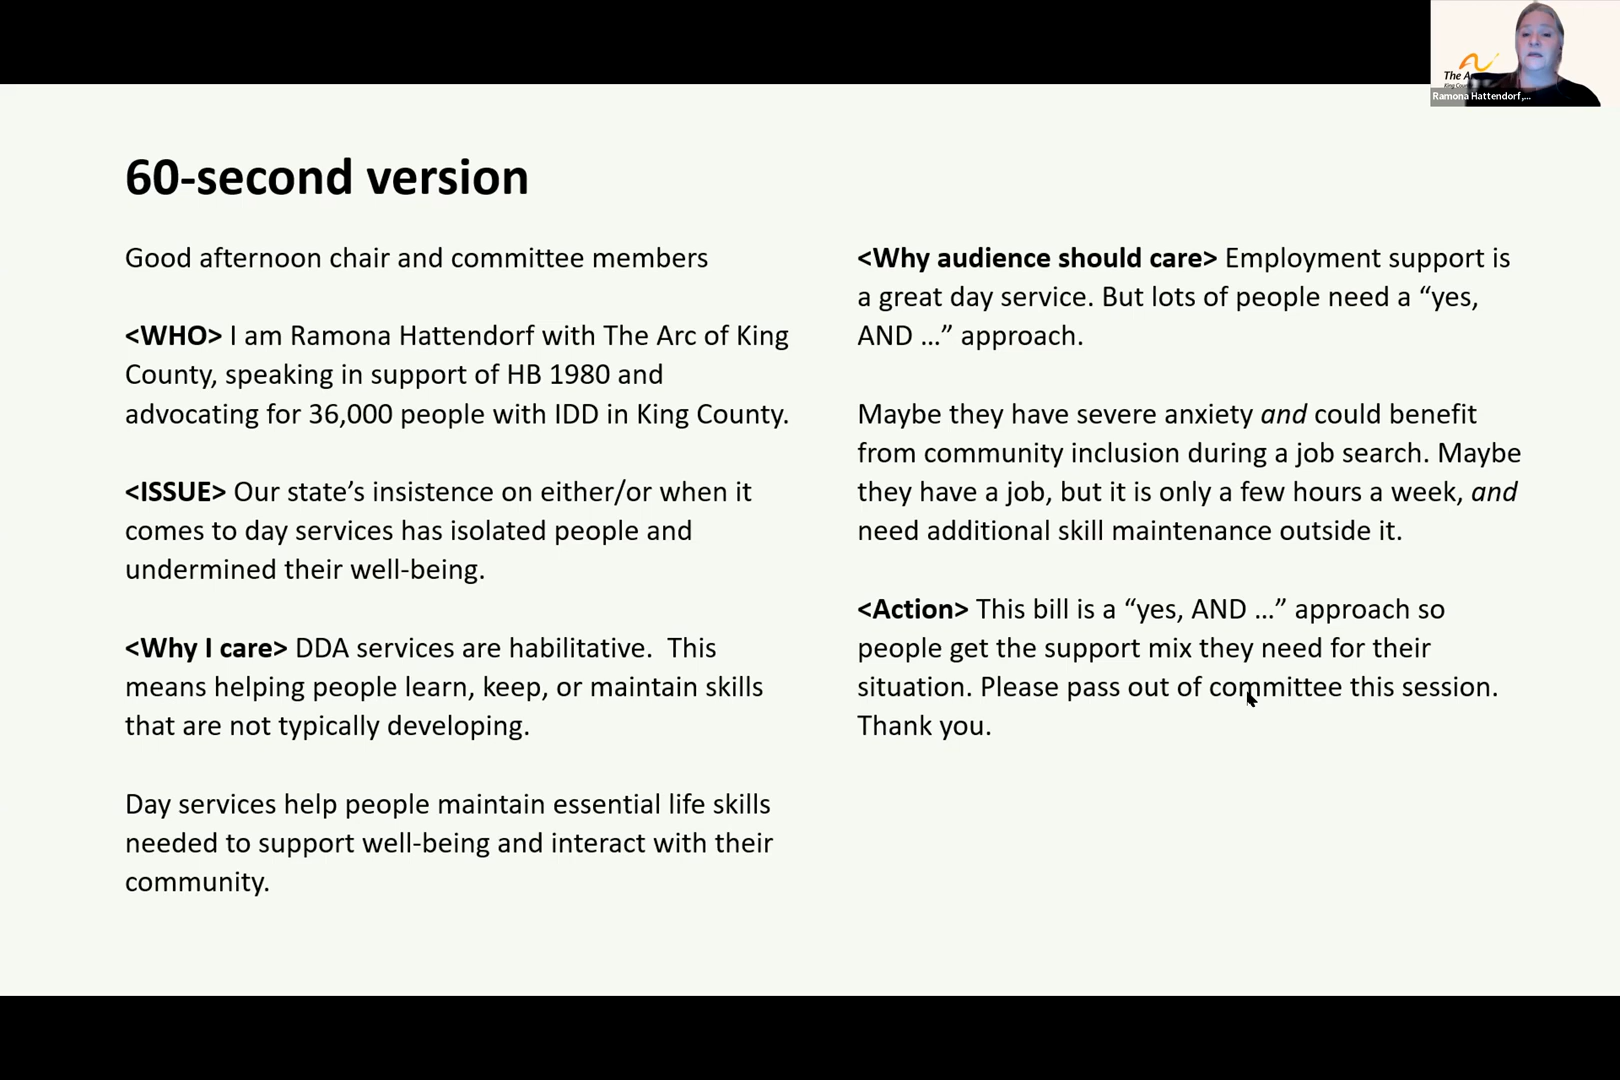 60-second version
Good afternoon chair and committee members
<WHO> I am Ramona Hattendorf with The Arc of King
County, speaking in support of HB 1980 and
advocating for 36,000 people with IDD in King County.
<ISSUE> Our state’s insistence on either/or when it
comes to day services has isolated people and
undermined their well-being.
<Why I care> DDA services are habilitative.  This
means helping people learn, keep, or maintain skills
that are not typically developing.
Day services help people maintain essential life skills
needed to support well-being and interact with their
community.
<Why audience should care> Employment support is
a great day service. But lots of people need a “yes,
AND …” approach.
Maybe they have severe anxiety and could benefit
from community inclusion during a job search. Maybe
they have a job, but it is only a few hours a week, and
need additional skill maintenance outside it.
<Action> This bill is a “yes, AND …” approach so
people get the support mix they need for their
situation. Please pass out of committee this session.
Thank you.
The A
Ramona Hattendorf,...